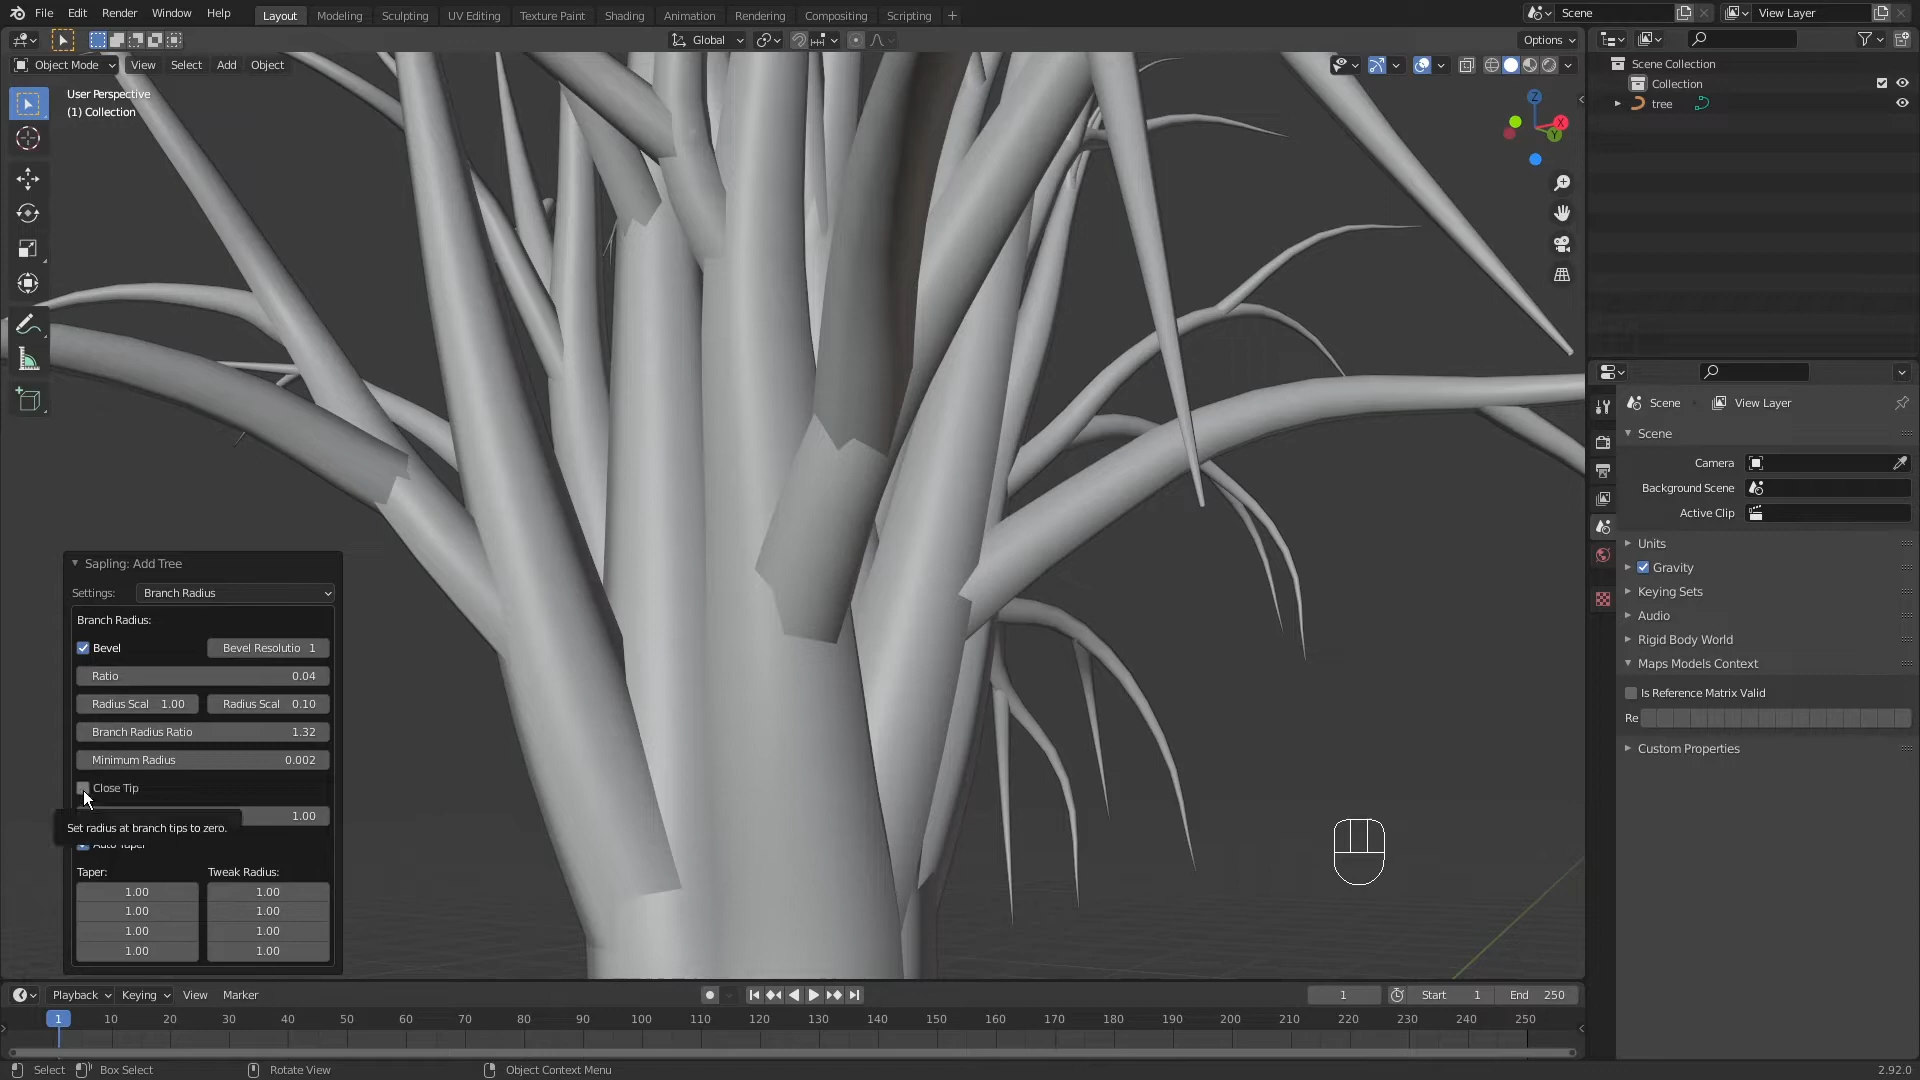 File Edit Render Window Help Layout Modeling Sculpting UV Editing Texture Paint Shading Animation Rendering Compositing Scripting + Scene View Layer
Global Options
Object Mode View Select Add Object
User Perspective
(1) Collection
Z
X
Y
Scene Collection
Collection
tree
Scene View Layer
Scene
Camera
Background Scene
Active Clip
Units
Gravity
Keying Sets
Audio
Rigid Body World
Maps Models Context
Is Reference Matrix Valid
Re
Custom Properties
Sapling: Add Tree
Settings: Branch Radius
Branch Radius:
Bevel Bevel Resolutio 1
Ratio 0.04
Radius Scal 1.00 Radius Scal 0.10
Branch Radius Ratio 1.32
Minimum Radius 0.002
Close Tip
1.00
Set radius at branch tips to zero.
Auto Taper
Taper: Tweak Radius:
1.00 1.00
1.00 1.00
1.00 1.00
1.00 1.00
Playback Keying View Marker 1 Start 1 End 250
1 10 20 30 40 50 60 70 80 90 100 110 120 130 140 150 160 170 180 190 200 210 220 230 240 250
Select Box Select Rotate View Object Context Menu 2.92.0